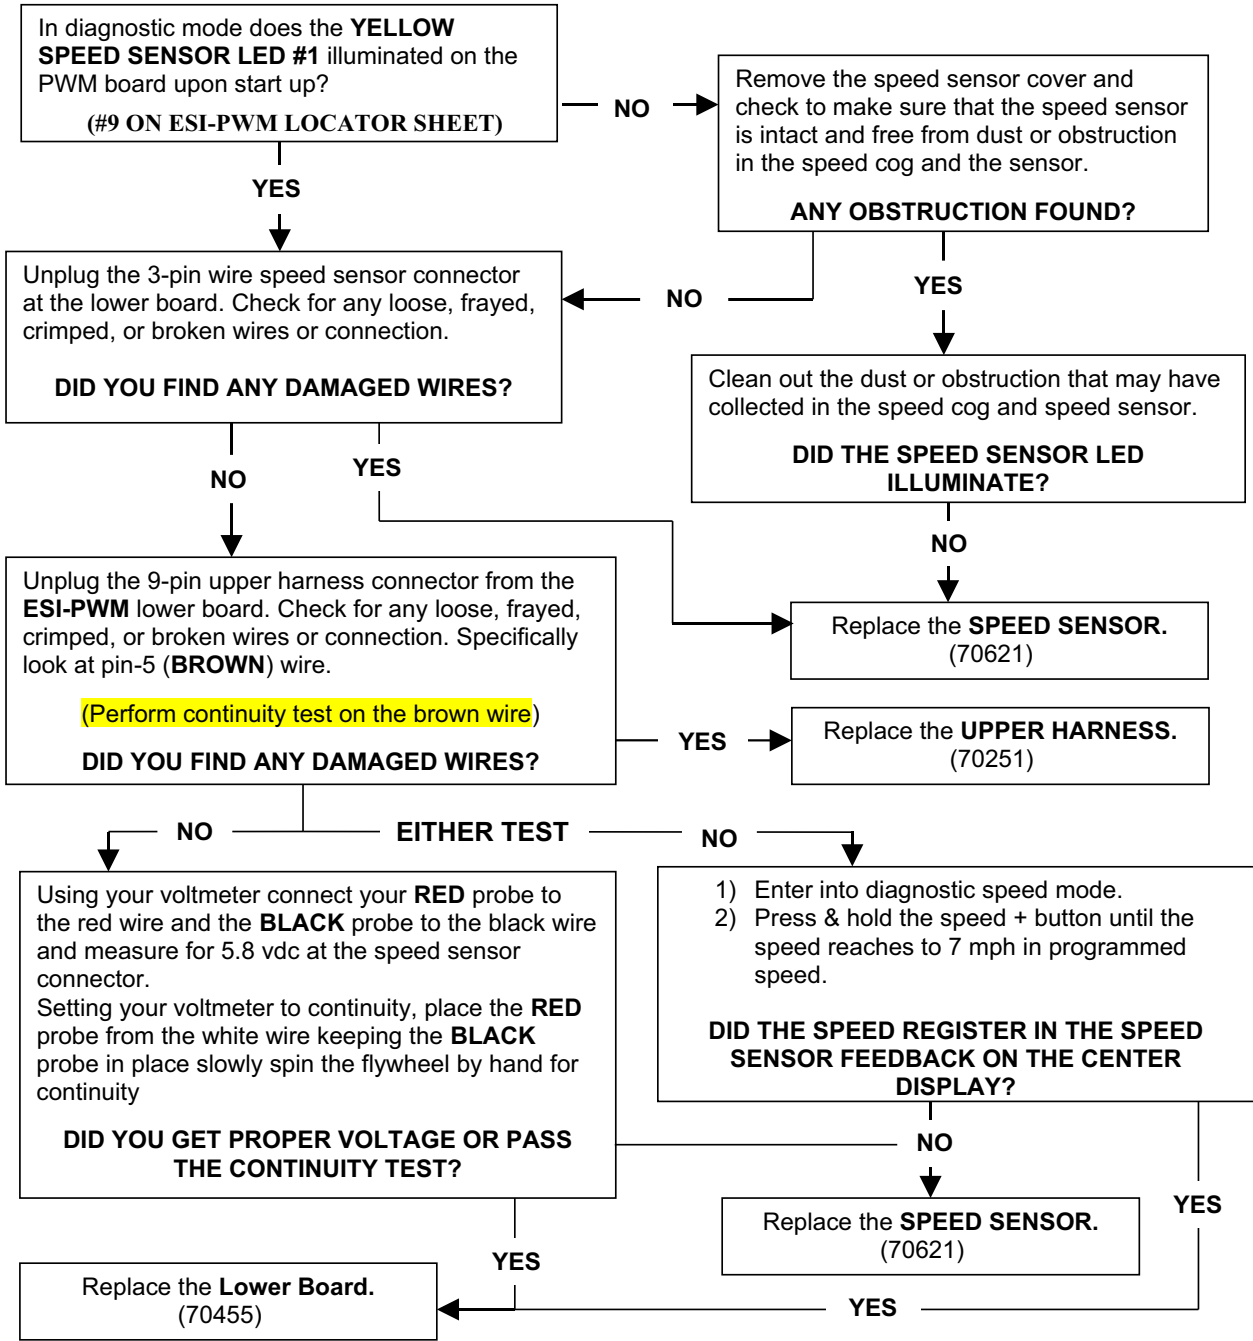 In diagnostic mode does the YELLOW
SPEED SENSOR LED #1 illuminated on the
PWM board upon start up?
(#9 ON ESI-PWM LOCATOR SHEET)
NO
Remove the speed sensor cover and
check to make sure that the speed sensor
is intact and free from dust or obstruction
in the speed cog and the sensor.
ANY OBSTRUCTION FOUND?
YES
Unplug the 3-pin wire speed sensor connector
at the lower board. Check for any loose, frayed,
crimped, or broken wires or connection.
DID YOU FIND ANY DAMAGED WIRES?
NO
YES
Clean out the dust or obstruction that may have
collected in the speed cog and speed sensor.
DID THE SPEED SENSOR LED
ILLUMINATE?
NO
YES
NO
Replace the SPEED SENSOR.
(70621)
Unplug the 9-pin upper harness connector from the
ESI-PWM lower board. Check for any loose, frayed,
crimped, or broken wires or connection. Specifically
look at pin-5 (BROWN) wire.
(Perform continuity test on the brown wire)
DID YOU FIND ANY DAMAGED WIRES?
YES
Replace the UPPER HARNESS.
(70251)
NO
EITHER TEST
NO
Using your voltmeter connect your RED probe to
the red wire and the BLACK probe to the black wire
and measure for 5.8 vdc at the speed sensor
connector.
Setting your voltmeter to continuity, place the RED
probe from the white wire keeping the BLACK
probe in place slowly spin the flywheel by hand for
continuity
DID YOU GET PROPER VOLTAGE OR PASS
THE CONTINUITY TEST?
1) Enter into diagnostic speed mode.
2) Press & hold the speed + button until the
speed reaches to 7 mph in programmed
speed.
DID THE SPEED REGISTER IN THE SPEED
SENSOR FEEDBACK ON THE CENTER
DISPLAY?
NO
YES
Replace the SPEED SENSOR.
(70621)
YES
Replace the Lower Board.
(70455)
YES